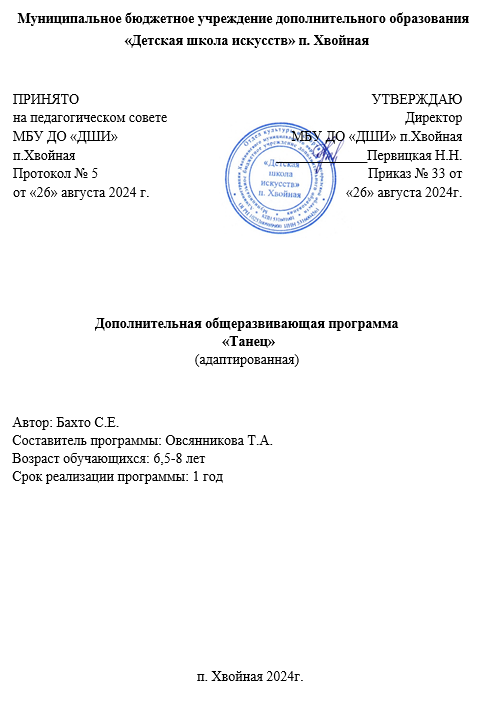 Муниципальное бюджетное учреждение дополнительного образования
«Детская школа искусств» п. Хвойная
ПРИНЯТО
на педагогическом совете
МБУ ДО «ДШИ»
п.Хвойная
Протокол № 5
от «26» августа 2024 г.
УТВЕРЖДАЮ
Директор
МБУ ДО «ДШИ» п.Хвойная
Первицкая Н.Н.
Приказ № 33 от
«26» августа 2024г.
«Детская
школа
искусств»
п. Хвойная
Дополнительная общеразвивающая программа
«Танец»
(адаптированная)
Автор: Бахто С.Е.
Составитель программы: Овсянникова Т.А.
Возраст обучающихся: 6,5-8 лет
Срок реализации программы: 1 год
п. Хвойная 2024г.